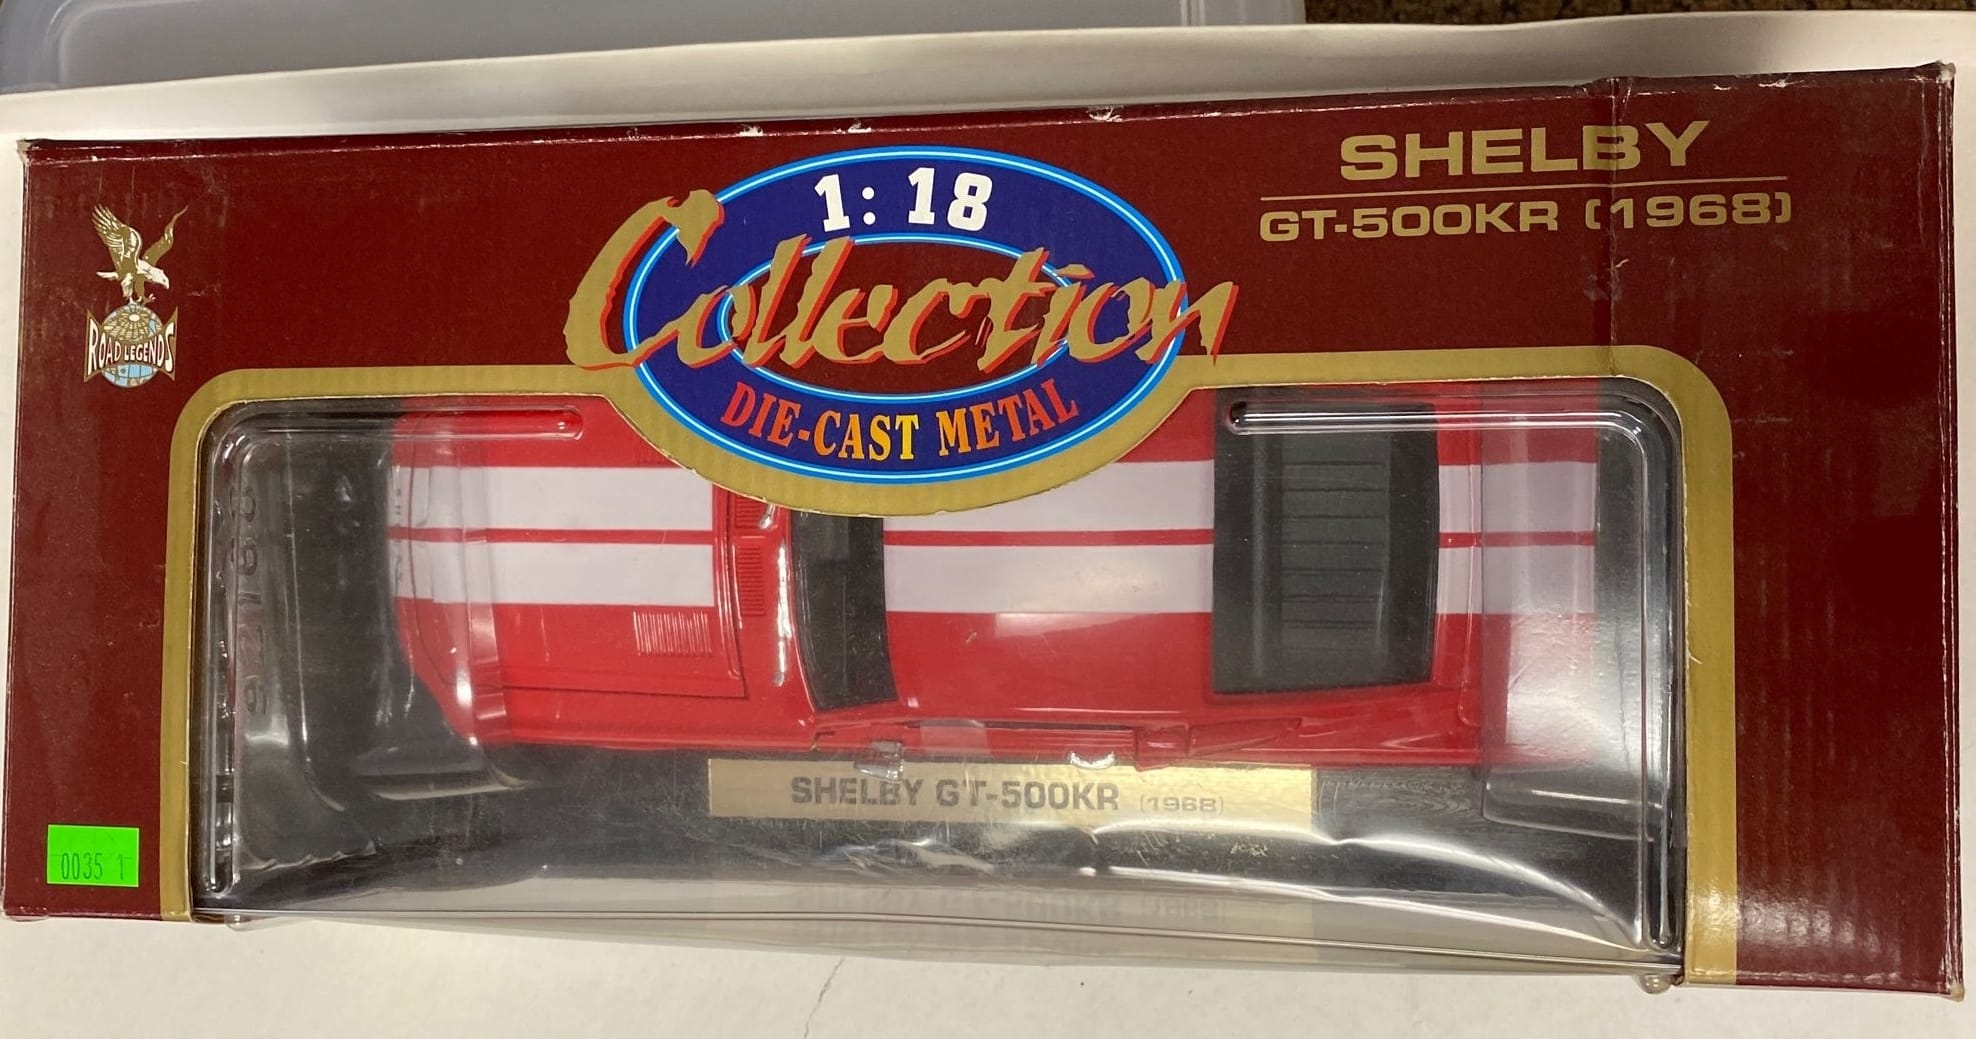 SHELBY
GT-500KR (1968)
1:18
Collection
DIE-CAST METAL
ROAD LEGENDS
SHELBY GT-500KR (1968)
0035 1